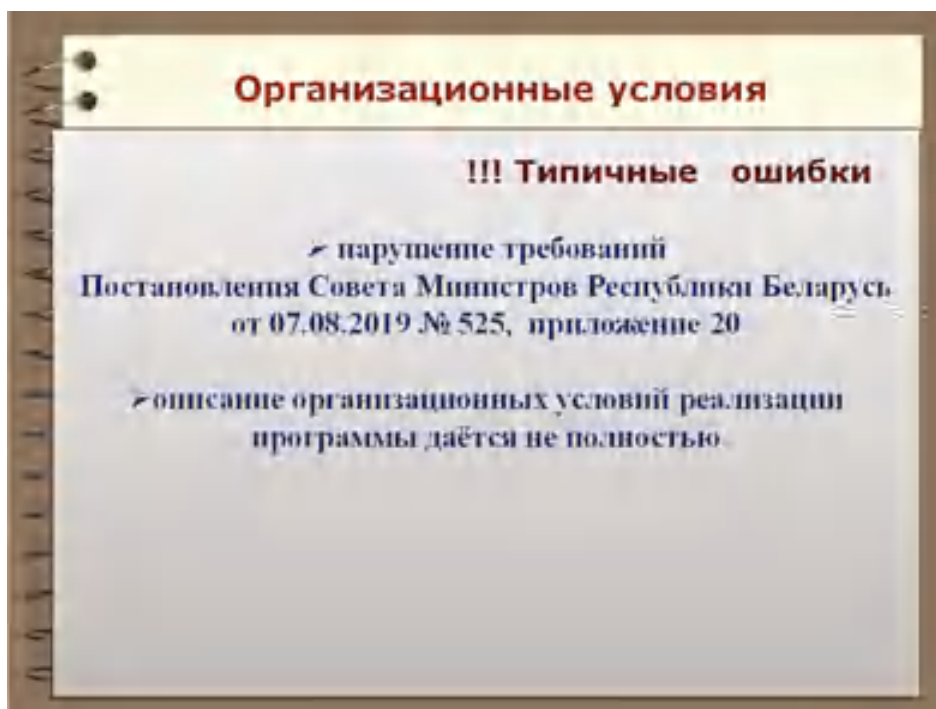 Организационные условия
!!! Типичные ошибки
➢ нарушение требований
Постановления Совета Министров Республики Беларусь
от 07.08.2019 № 525, приложение 20
➢описание организационных условий реализации
программы даётся не полностью